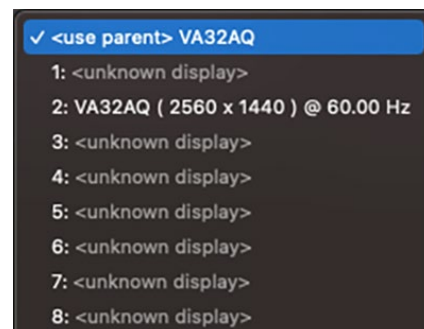 ✓ <use parent> VA32AQ
1: <unknown display>
2: VA32AQ ( 2560 x 1440 ) @ 60.00 Hz
3: <unknown display>
4: <unknown display>
5: <unknown display>
6: <unknown display>
7: <unknown display>
8: <unknown display>